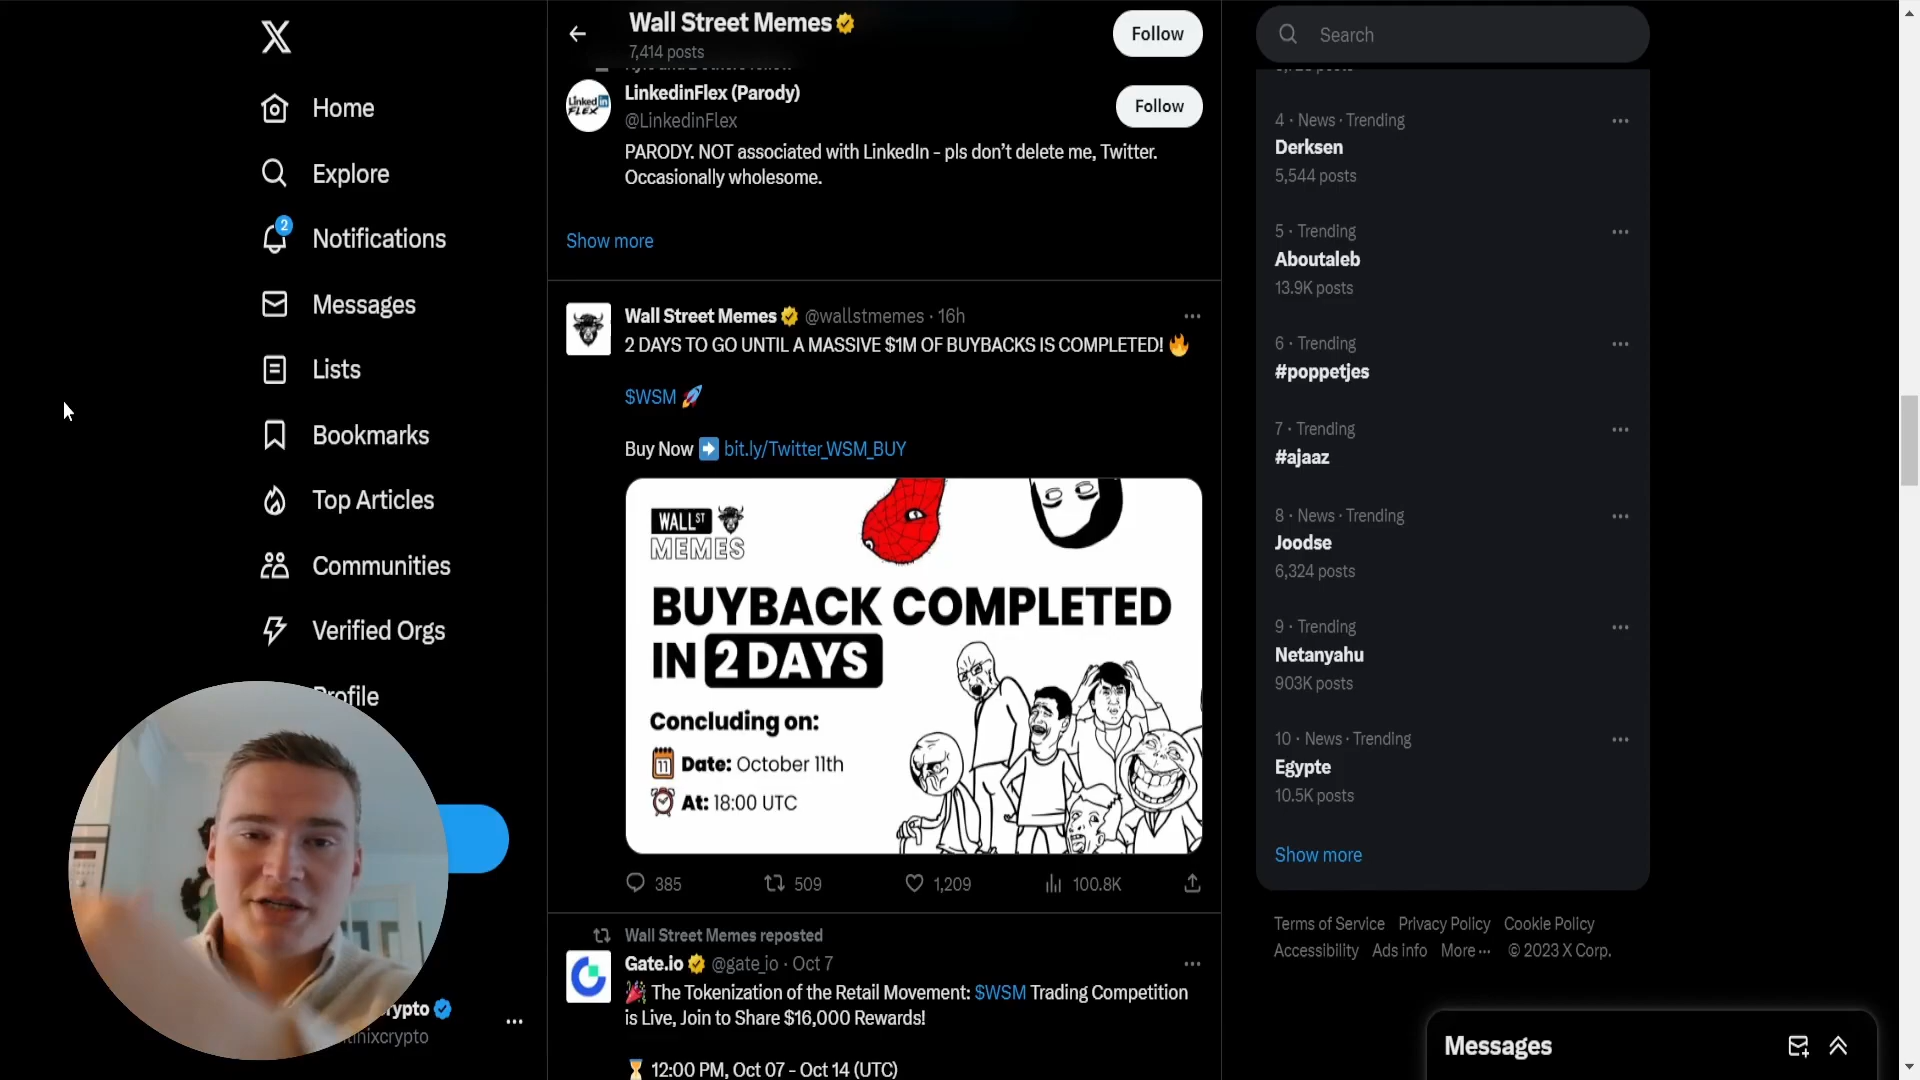 Home
Explore
2
Notifications
Messages
Lists
Bookmarks
Top Articles
Communities
Verified Orgs
Profile
Wall Street Memes
7,414 posts
Follow
LinkedIn FLEX
LinkedinFlex (Parody)
@LinkedinFlex
Follow
PARODY. NOT associated with LinkedIn - pls don't delete me, Twitter.
Occasionally wholesome.
Show more
Wall Street Memes @wallstmemes · 16h
2 DAYS TO GO UNTIL A MASSIVE $1M OF BUYBACKS IS COMPLETED! 🔥
$WSM 🚀
Buy Now ➡️ bit.ly/Twitter_WSM_BUY
WALL ST
MEMES
BUYBACK COMPLETED
IN 2 DAYS
Concluding on:
11 Date: October 11th
At: 18:00 UTC
385 509 1,209 100.8K
Wall Street Memes reposted
Gate.io @gate_io · Oct 7
🎉 The Tokenization of the Retail Movement: $WSM Trading Competition
is Live, Join to Share $16,000 Rewards!
⏳ 12:00 PM, Oct 07 - Oct 14 (UTC)
Search
4 · News · Trending
Derksen
5,544 posts
5 · Trending
Aboutaleb
13.9K posts
6 · Trending
#poppetjes
7 · Trending
#ajaaz
8 · News · Trending
Joodse
6,324 posts
9 · Trending
Netanyahu
903K posts
10 · News · Trending
Egypte
10.5K posts
Show more
Terms of Service Privacy Policy Cookie Policy
Accessibility Ads info More ··· © 2023 X Corp.
Messages